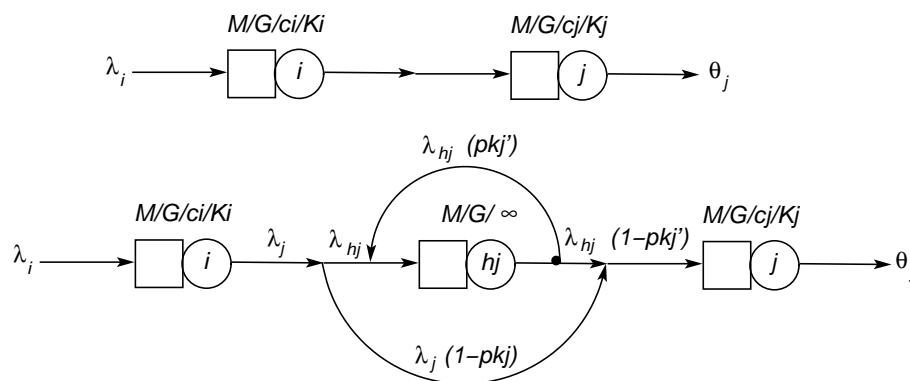 M/G/ci/Ki M/G/cj/Kj
λi i j θj
λhj (pkj')
M/G/ci/Ki M/G/ ∞ M/G/cj/Kj
λi i λj λhj hj λhj (1−pkj') j θ
λj (1−pkj)